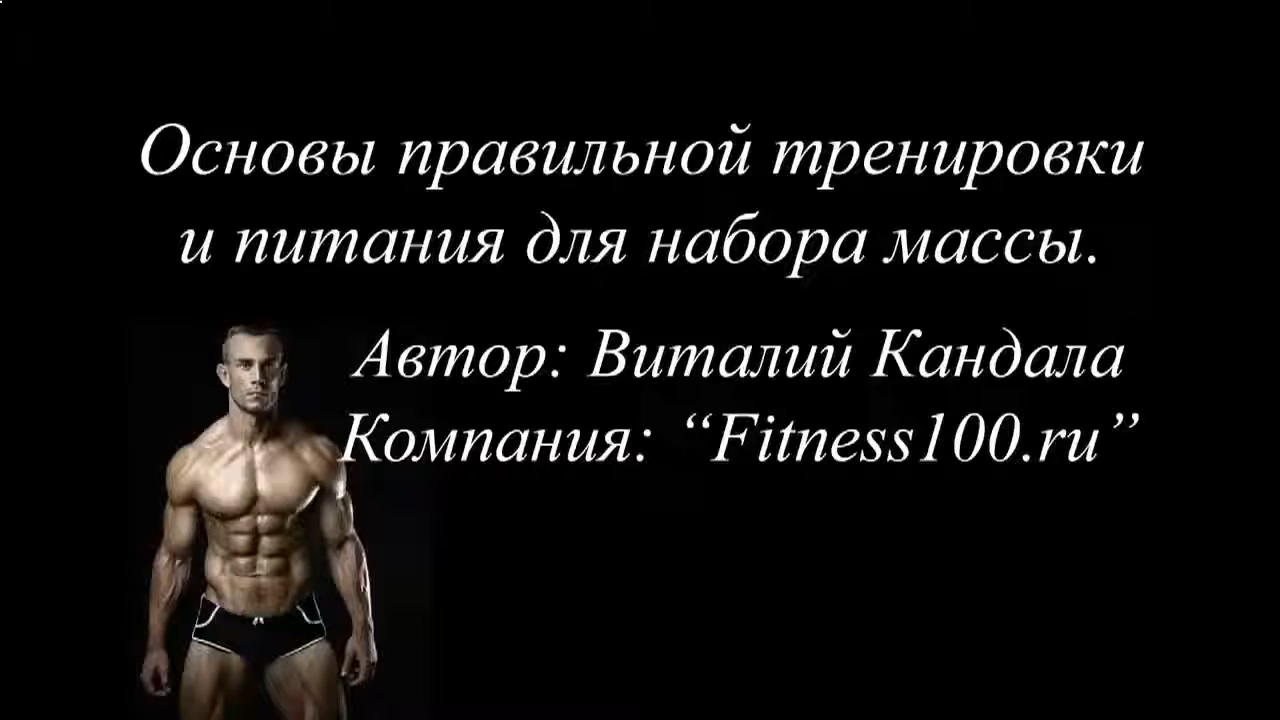 Основы правильной тренировки
и питания для набора массы.
Автор: Виталий Кандала
Компания: “Fitness100.ru”